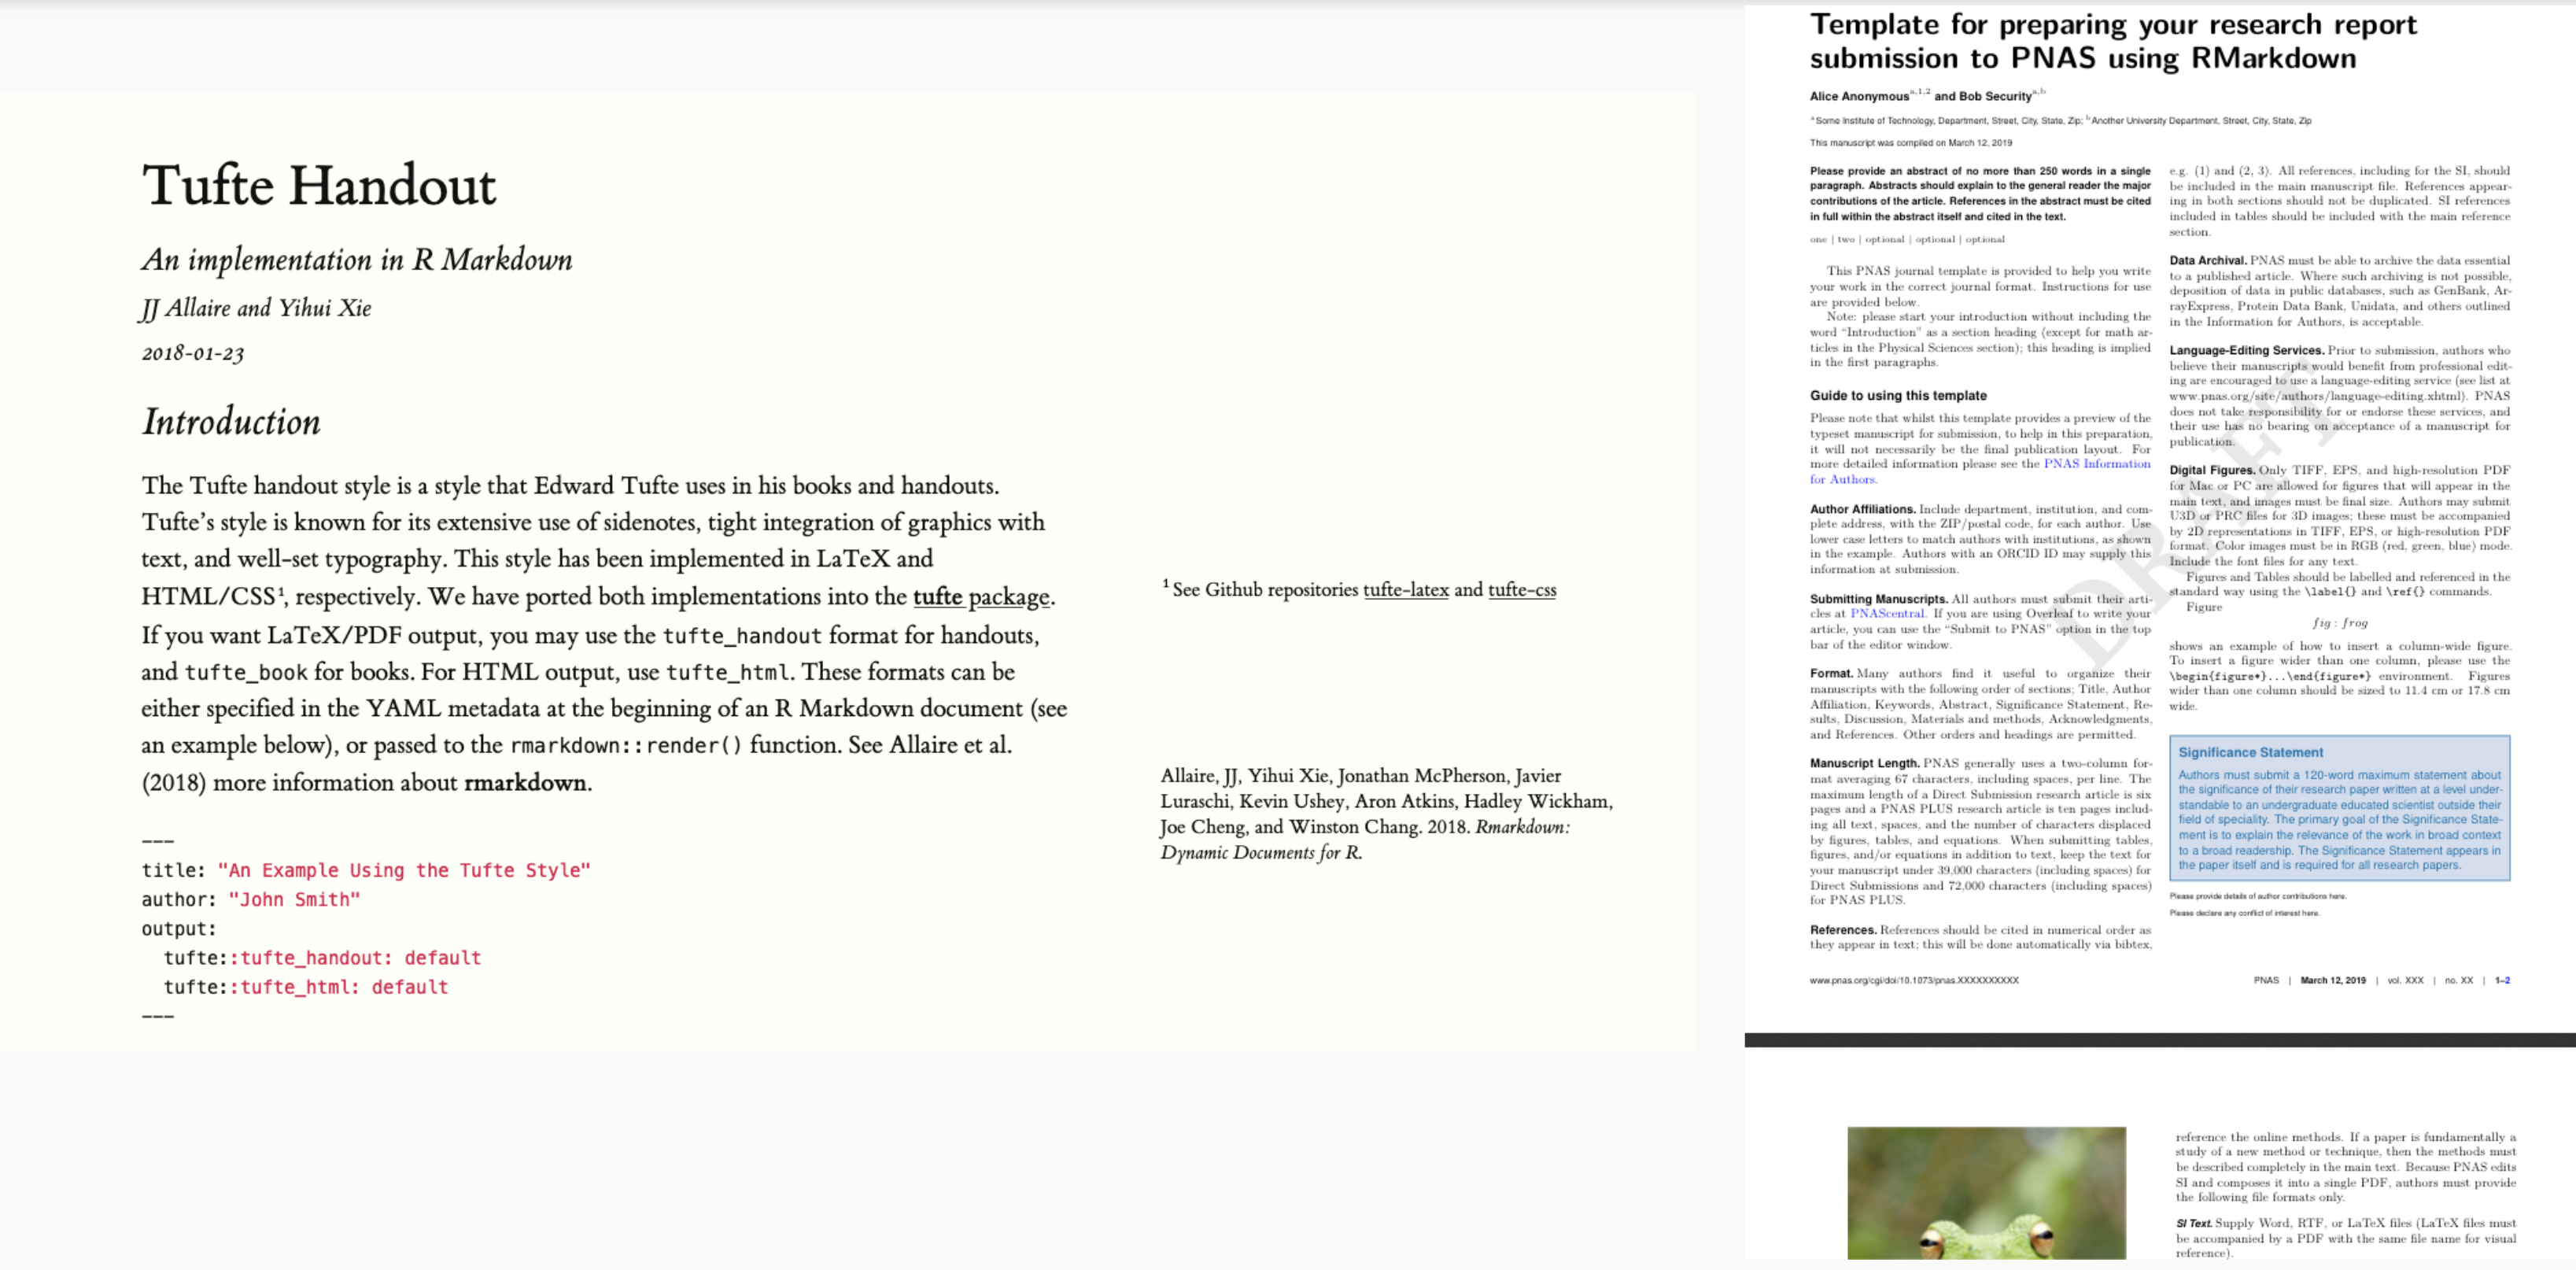 Tufte Handout
An implementation in R Markdown
JJ Allaire and Yihui Xie
2018-01-23
Introduction
The Tufte handout style is a style that Edward Tufte uses in his books and handouts.
Tufte’s style is known for its extensive use of sidenotes, tight integration of graphics with
text, and well-set typography. This style has been implemented in LaTeX and
HTML/CSS¹, respectively. We have ported both implementations into the tufte package.
If you want LaTeX/PDF output, you may use the tufte_handout format for handouts,
and tufte_book for books. For HTML output, use tufte_html. These formats can be
either specified in the YAML metadata at the beginning of an R Markdown document (see
an example below), or passed to the rmarkdown::render() function. See Allaire et al.
(2018) more information about rmarkdown.
---
title: "An Example Using the Tufte Style"
author: "John Smith"
output:
  tufte::tufte_handout: default
  tufte::tufte_html: default
---
¹ See Github repositories tufte-latex and tufte-css
Allaire, JJ, Yihui Xie, Jonathan McPherson, Javier
Luraschi, Kevin Ushey, Aron Atkins, Hadley Wickham,
Joe Cheng, and Winston Chang. 2018. Rmarkdown:
Dynamic Documents for R.
Template for preparing your research report
submission to PNAS using RMarkdown
Alice Anonymous a,1,2 and Bob Security a,b
a Some Institute of Technology, Department, Street, City, State, Zip; b Another University Department, Street, City, State, Zip
This manuscript was compiled on March 12, 2019
Please provide an abstract of no more than 250 words in a single
paragraph. Abstracts should explain to the general reader the major
contributions of the article. References in the abstract must be cited
in full within the abstract itself and cited in the text.
one | two | optional | optional | optional
This PNAS journal template is provided to help you write
your work in the correct journal format. Instructions for use
are provided below.
Note: please start your introduction without including the
word “Introduction” as a section heading (except for math ar-
ticles in the Physical Sciences section); this heading is implied
in the first paragraphs.
Guide to using this template
Please note that whilst this template provides a preview of the
typeset manuscript for submission, to help in this preparation,
it will not necessarily be the final publication layout. For
more detailed information please see the PNAS Information
for Authors.
Author Affiliations. Include department, institution, and com-
plete address, with the ZIP/postal code, for each author. Use
lower case letters to match authors with institutions, as shown
in the example. Authors with an ORCID ID may supply this
information at submission.
Submitting Manuscripts. All authors must submit their arti-
cles at PNAScentral. If you are using Overleaf to write your
article, you can use the “Submit to PNAS” option in the top
bar of the editor window.
Format. Many authors find it useful to organize their
manuscripts with the following order of sections; Title, Author
Affiliation, Keywords, Abstract, Significance Statement, Re-
sults, Discussion, Materials and methods, Acknowledgments,
and References. Other orders and headings are permitted.
Manuscript Length. PNAS generally uses a two-column for-
mat averaging 67 characters, including spaces, per line. The
maximum length of a Direct Submission research article is six
pages and a PNAS PLUS research article is ten pages includ-
ing all text, spaces, and the number of characters displaced
by figures, tables, and equations. When submitting tables,
figures, and/or equations in addition to text, keep the text for
your manuscript under 39,000 characters (including spaces) for
Direct Submissions and 72,000 characters (including spaces)
for PNAS PLUS.
References. References should be cited in numerical order as
they appear in text; this will be done automatically via bibtex,
e.g. (1) and (2, 3). All references, including for the SI, should
be included in the main manuscript file. References appear-
ing in both sections should not be duplicated. SI references
included in tables should be included with the main reference
section.
Data Archival. PNAS must be able to archive the data essential
to a published article. Where such archiving is not possible,
deposition of data in public databases, such as GenBank, Ar-
rayExpress, Protein Data Bank, Unidata, and others outlined
in the Information for Authors, is acceptable.
Language-Editing Services. Prior to submission, authors who
believe their manuscripts would benefit from professional edit-
ing are encouraged to use a language-editing service (see list at
www.pnas.org/site/authors/language-editing.xhtml). PNAS
does not take responsibility for or endorse these services, and
their use has no bearing on acceptance of a manuscript for
publication.
Digital Figures. Only TIFF, EPS, and high-resolution PDF
for Mac or PC are allowed for figures that will appear in the
main text, and images must be final size. Authors may submit
U3D or PRC files for 3D images; these must be accompanied
by 2D representations in TIFF, EPS, or high-resolution PDF
format. Color images must be in RGB (red, green, blue) mode.
Include the font files for any text.
Figures and Tables should be labelled and referenced in the
standard way using the \label{} and \ref{} commands.
Figure
fig : frog
shows an example of how to insert a column-wide figure.
To insert a figure wider than one column, please use the
\begin{figure*}...\end{figure*} environment. Figures
wider than one column should be sized to 11.4 cm or 17.8 cm
wide.
Significance Statement
Authors must submit a 120-word maximum statement about
the significance of their research paper written at a level under-
standable to an undergraduate educated scientist outside their
field of speciality. The primary goal of the Significance State-
ment is to explain the relevance of the work in broad context
to a broad readership. The Significance Statement appears in
the paper itself and is required for all research papers.
Please provide details of author contributions here.
Please declare any conflict of interest here.
DRAFT
www.pnas.org/cgi/doi/10.1073/pnas.XXXXXXXXXX
PNAS | March 12, 2019 | vol. XXX | no. XX | 1–2
reference the online methods. If a paper is fundamentally a
study of a new method or technique, then the methods must
be described completely in the main text. Because PNAS edits
SI and composes it into a single PDF, authors must provide
the following file formats only.
SI Text. Supply Word, RTF, or LaTeX files (LaTeX files must
be accompanied by a PDF with the same file name for visual
reference).